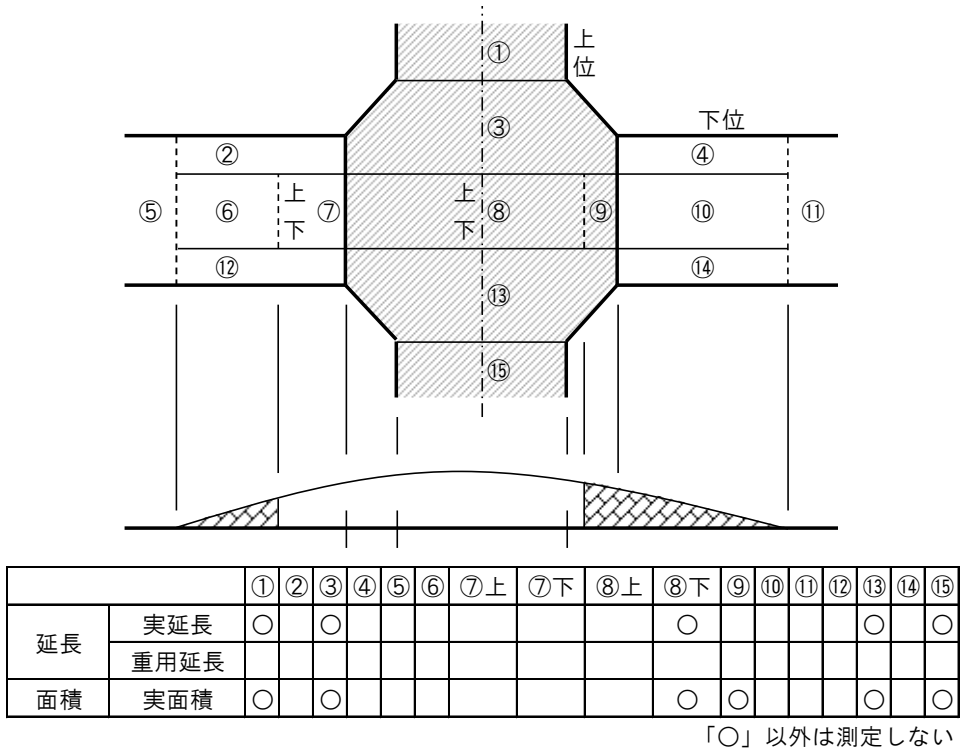 ①
上
位
③
下位
②
④
⑤
⑥
上
下
⑦
上
下
⑧
⑨
⑩
⑪
⑫
⑭
⑬
⑮
① ② ③ ④ ⑤ ⑥ ⑦上 ⑦下 ⑧上 ⑧下 ⑨ ⑩ ⑪ ⑫ ⑬ ⑭ ⑮
延長 実延長 ○ ○ ○ ○ ○
重用延長
面積 実面積 ○ ○ ○ ○ ○ ○
「○」以外は測定しない